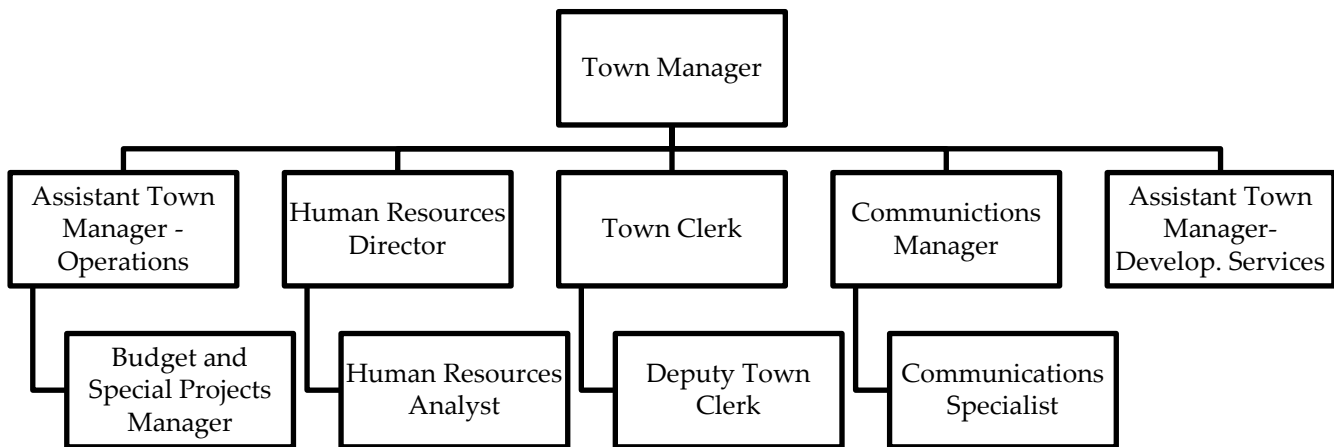 Town Manager
Assistant Town
Manager -
Operations
Human Resources
Director
Town Clerk
Communictions
Manager
Assistant Town
Manager-
Develop. Services
Budget and
Special Projects
Manager
Human Resources
Analyst
Deputy Town
Clerk
Communications
Specialist